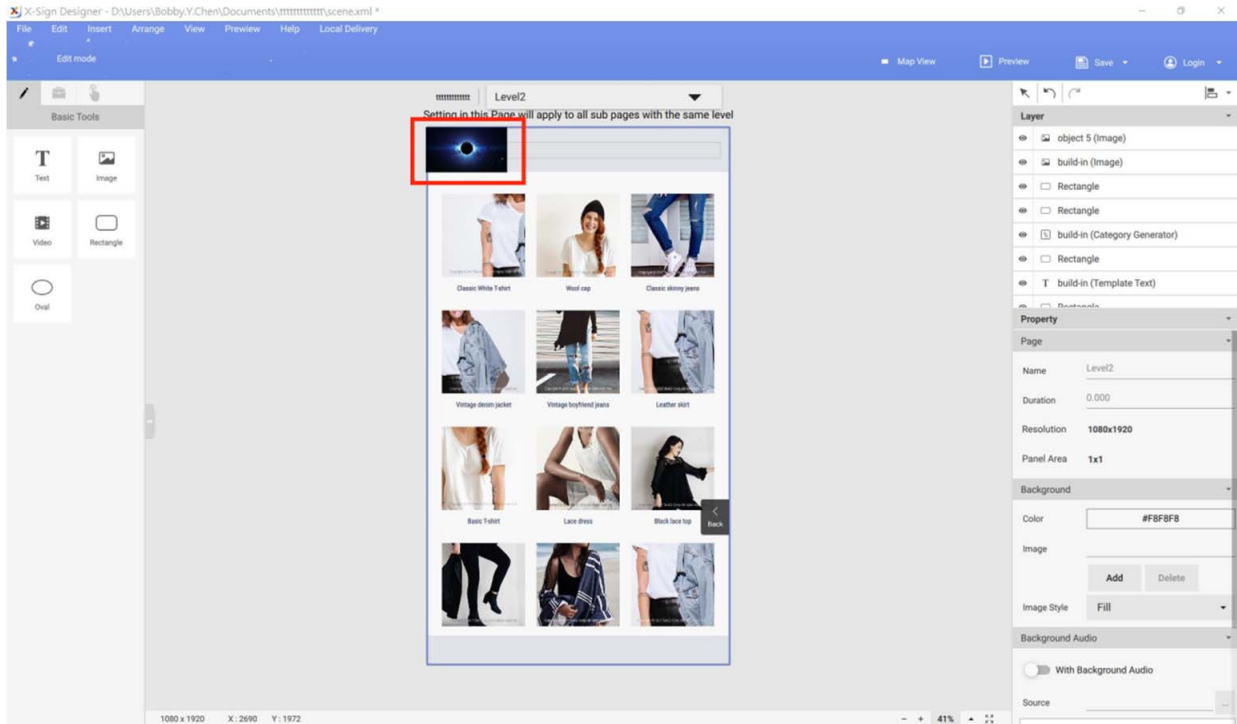 X-Sign Designer - D:\Users\Bobby.Y.Chen\Documents\tttttttttttttt\scene.xml *
File Edit Insert Arrange View Preview Help Local Delivery
Edit mode Map View Preview Save Login
Basic Tools
Text Image
Video Rectangle
Oval
Level2
Setting in this Page will apply to all sub pages with the same level
Classic White T-shirt Wool cap Classic skinny jeans
Vintage denim jacket Vintage boyfriend jeans Leather skirt
Basic T-shirt Lace dress Black lace top
Back
Layer
object 5 (Image)
build-in (Image)
Rectangle
Rectangle
build-in (Category Generator)
Rectangle
build-in (Template Text)
Rectangle
Property
Page
Name Level2
Duration 0.000
Resolution 1080x1920
Panel Area 1x1
Background
Color #F8F8F8
Image
Add Delete
Image Style Fill
Background Audio
With Background Audio
Source ...
1080 x 1920 X : 2690 Y : 1972 - + 41%